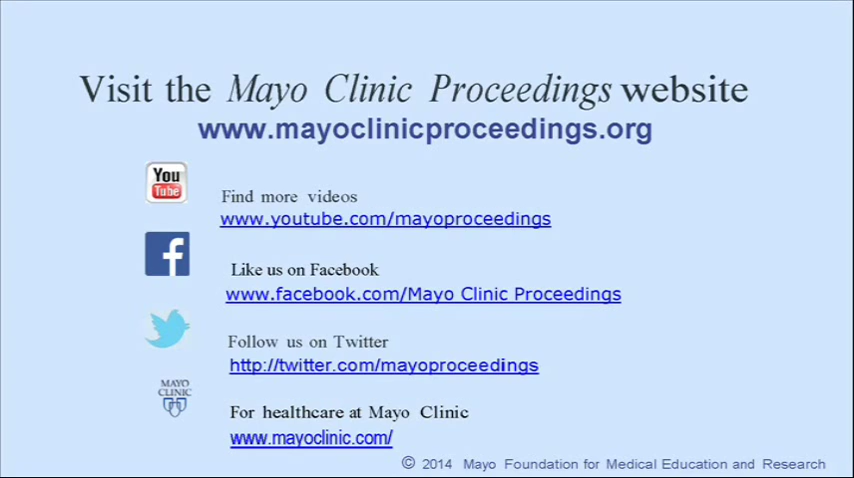 Visit the Mayo Clinic Proceedings website
www.mayoclinicproceedings.org
You
Tube
Find more videos
www.youtube.com/mayoproceedings
f
Like us on Facebook
www.facebook.com/Mayo Clinic Proceedings
Follow us on Twitter
http://twitter.com/mayoproceedings
MAYO
CLINIC
For healthcare at Mayo Clinic
www.mayoclinic.com/
© 2014 Mayo Foundation for Medical Education and Research